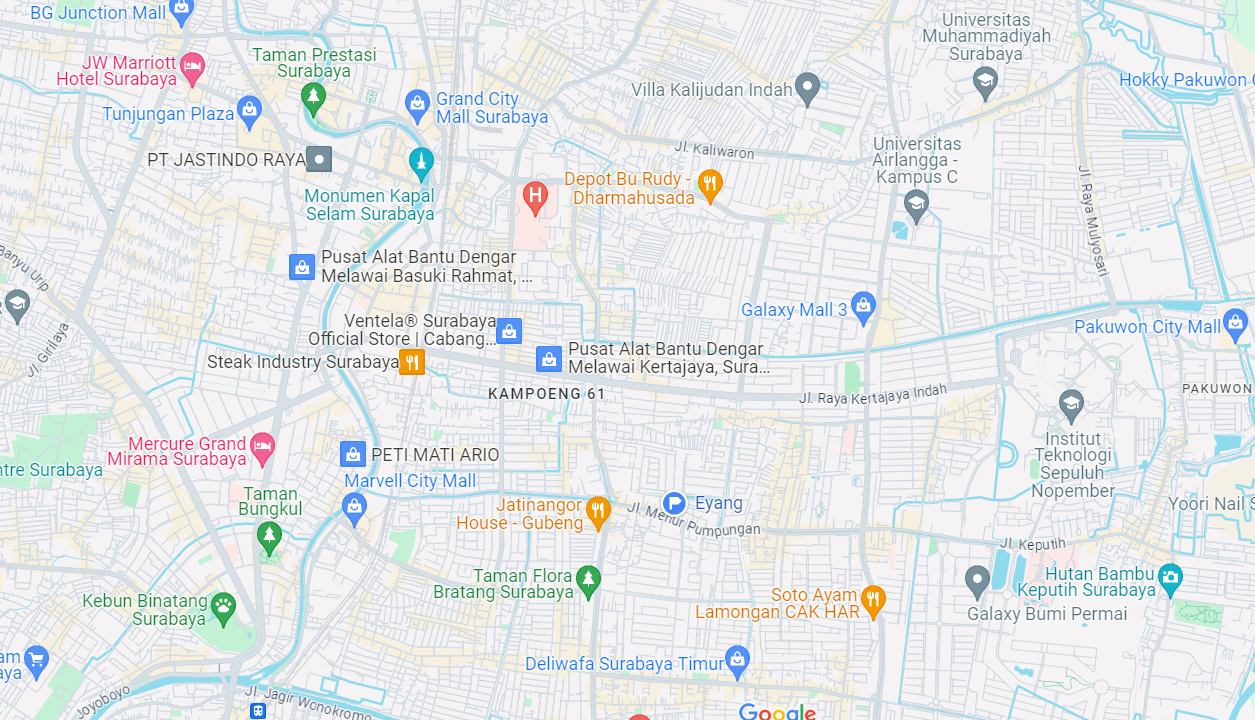 BG Junction Mall
Universitas
Muhammadiyah
Surabaya
Taman Prestasi
Surabaya
JW Marriott
Hotel Surabaya
Hokky Pakuwon
Villa Kalijudan Indah
Grand City
Mall Surabaya
Tunjungan Plaza
Jl. Kaliwaron
Universitas
Airlangga -
Kampus C
PT JASTINDO RAYA
Depot Bu Rudy -
Dharmahusada
H
Jl. Raya Mulyosari
Monumen Kapal
Selam Surabaya
Banyu Urip
Pusat Alat Bantu Dengar
Melawai Basuki Rahmat, ...
Galaxy Mall 3
Ventela® Surabaya
Official Store | Cabang...
Pakuwon City Mall
Jl. Girilaya
Pusat Alat Bantu Dengar
Melawai Kertajaya, Sura...
Steak Industry Surabaya
KAMPOENG 61
Jl. Raya Kertajaya Indah
PAKUWON
Mercure Grand
Mirama Surabaya
PETI MATI ARIO
Institut
Teknologi
Sepuluh
Nopember
ntre Surabaya
Marvell City Mall
Taman
Bungkul
Jatinangor
House - Gubeng
Eyang
Jl. Menur Pumpungan
Yoori Nail S
Jl. Keputih
Taman Flora
Bratang Surabaya
Hutan Bambu
Keputih Surabaya
Soto Ayam
Lamongan CAK HAR
Galaxy Bumi Permai
Kebun Binatang
Surabaya
am
aya
Deliwafa Surabaya Timur
Joyoboyo
Jl. Jagir Wonokromo
Google